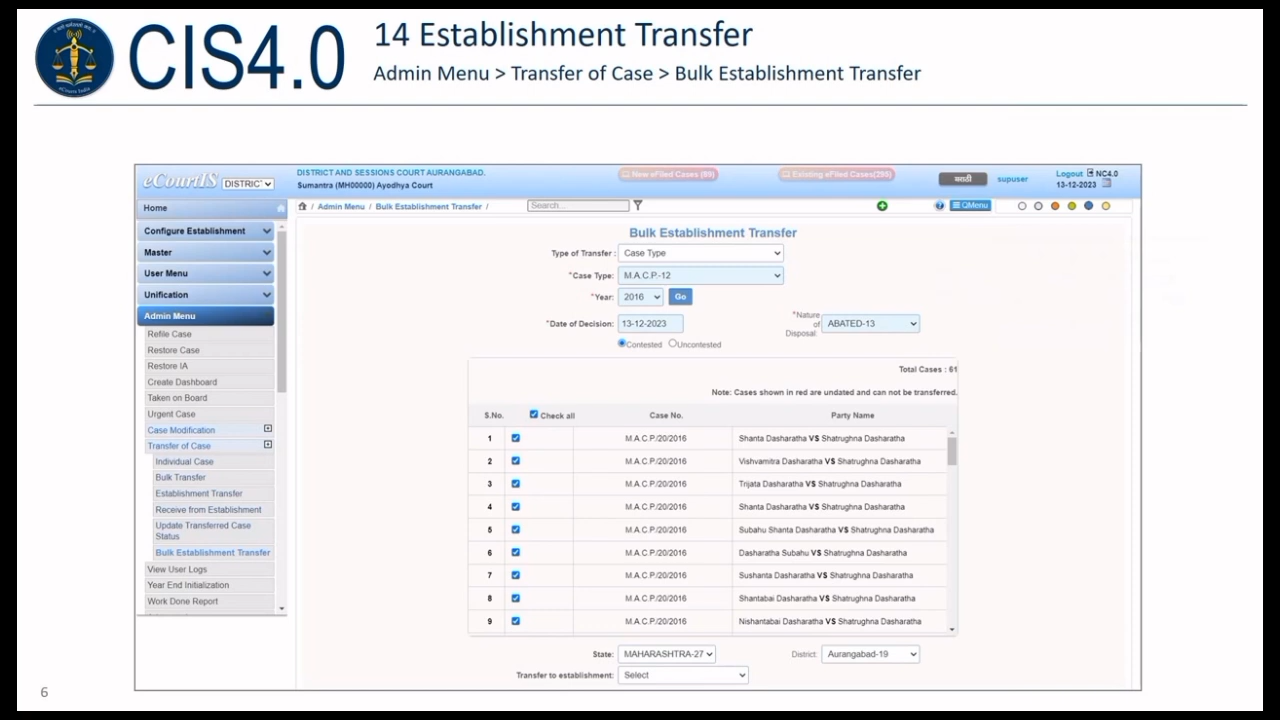 CIS4.0
14 Establishment Transfer
Admin Menu > Transfer of Case > Bulk Establishment Transfer
eCourtIS DISTRICT
DISTRICT AND SESSIONS COURT AURANGABAD.
Sumantra (MH00000) Ayodhya Court
New eFiled Cases (89)
Existing eFiled Cases(295)
मराठी
supuser
Logout NC4.0
13-12-2023
Home
/ Admin Menu / Bulk Establishment Transfer /
Search...
QMenu
Configure Establishment
Master
User Menu
Unification
Admin Menu
Refile Case
Restore Case
Restore IA
Create Dashboard
Taken on Board
Urgent Case
Case Modification
Transfer of Case
Individual Case
Bulk Transfer
Establishment Transfer
Receive from Establishment
Update Transferred Case
Status
Bulk Establishment Transfer
View User Logs
Year End Initialization
Work Done Report
Bulk Establishment Transfer
Type of Transfer : Case Type
*Case Type: M.A.C.P.-12
*Year: 2016 Go
*Date of Decision: 13-12-2023
*Nature
of
Disposal: ABATED-13
Contested Uncontested
Total Cases : 61
Note: Cases shown in red are undated and can not be transferred.
S.No. Check all Case No. Party Name
1 M.A.C.P./20/2016 Shanta Dasharatha VS Shatrughna Dasharatha
2 M.A.C.P./20/2016 Vishvamitra Dasharatha VS Shatrughna Dasharatha
3 M.A.C.P./20/2016 Trijata Dasharatha VS Shatrughna Dasharatha
4 M.A.C.P./20/2016 Shanta Dasharatha VS Shatrughna Dasharatha
5 M.A.C.P./20/2016 Subahu Shanta Dasharatha VS Shatrughna Dasharatha
6 M.A.C.P./20/2016 Dasharatha Subahu VS Shatrughna Dasharatha
7 M.A.C.P./20/2016 Sushanta Dasharatha VS Shatrughna Dasharatha
8 M.A.C.P./20/2016 Shantabai Dasharatha VS Shatrughna Dasharatha
9 M.A.C.P./20/2016 Nishantabai Dasharatha VS Shatrughna Dasharatha
State: MAHARASHTRA-27
District: Aurangabad-19
Transfer to establishment: Select
6